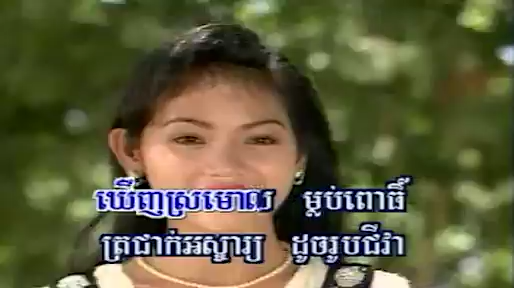 ឃើញស្រមោល ម្លប់ពោធិ៍
ត្រជាក់អស្ចារ្យ ដូចរូបជីវ៉ា